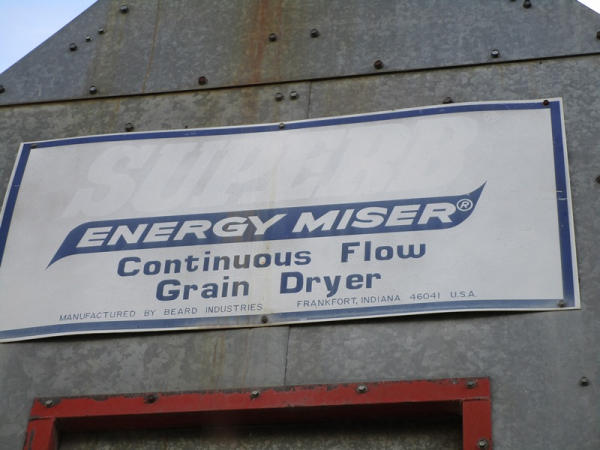 SUPERB
ENERGY MISER®
Continuous Flow
Grain Dryer
MANUFACTURED BY BEARD INDUSTRIES FRANKFORT, INDIANA 46041 U.S.A.